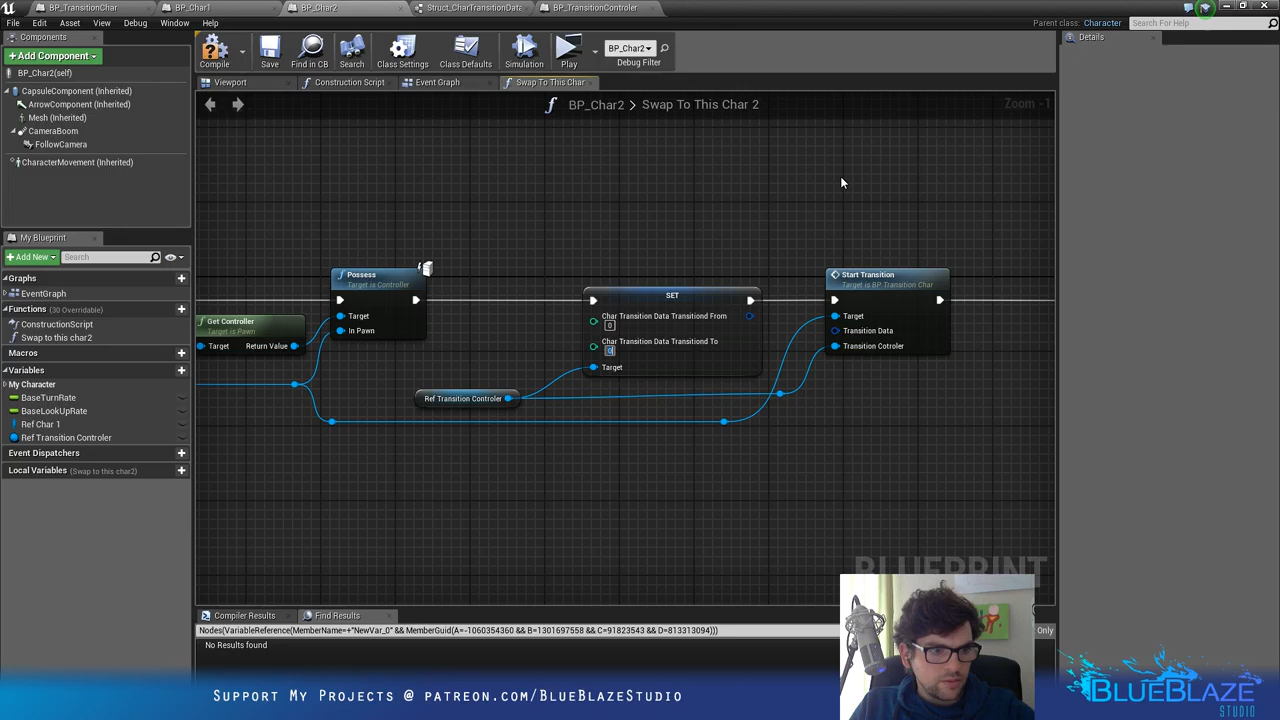 BP_TransitionChar
BP_Char1
BP_Char2
Struct_CharTransitionDate
BP_TransitionControler
File
Edit
Asset
View
Debug
Window
Help
Parent class: Character
Search For Help
Components
Details
Add Component
Compile
Save
Find in CB
Search
Class Settings
Class Defaults
Simulation
Play
BP_Char2
Debug Filter
BP_Char2(self)
CapsuleComponent (Inherited)
ArrowComponent (Inherited)
Mesh (Inherited)
CameraBoom
FollowCamera
CharacterMovement (Inherited)
Viewport
Construction Script
Event Graph
Swap To This Char
BP_Char2 > Swap To This Char 2
Zoom -1
Possess
Target is Controller
Target
In Pawn
Get Controller
Target is Pawn
Target
Return Value
SET
Char Transition Data Transitiond From
0
Char Transition Data Transitiond To
0
Target
Ref Transition Controler
Start Transition
Target is BP Transition Char
Target
Transition Data
Transition Cotroler
BLUEPRINT
My Blueprint
Add New
Search
Graphs
EventGraph
Functions (30 Overridable)
ConstructionScript
Swap to this char2
Macros
Variables
My Character
BaseTurnRate
BaseLookUpRate
Ref Char 1
Ref Transition Controler
Event Dispatchers
Local Variables (Swap to this char2)
Compiler Results
Find Results
Nodes(VariableReference(MemberName=+"NewVar_0" && MemberGuid(A=-1060354360 && B=1301697558 && C=91823543 && D=813313094)))
Only
No Results found
Support My Projects @ patreon.com/BlueBlazeStudio
BLUEBLAZE
STUDIO